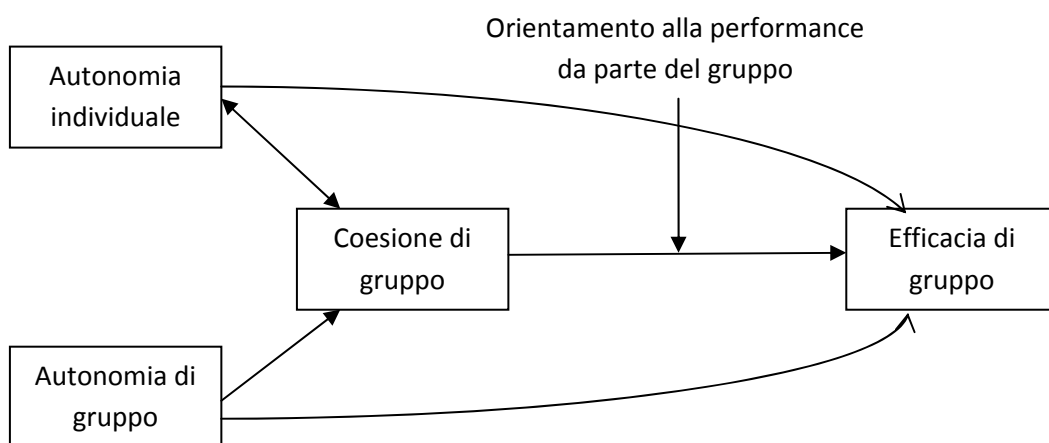 Orientamento alla performance
da parte del gruppo
Autonomia
individuale
Coesione di
gruppo
Efficacia di
gruppo
Autonomia di
gruppo